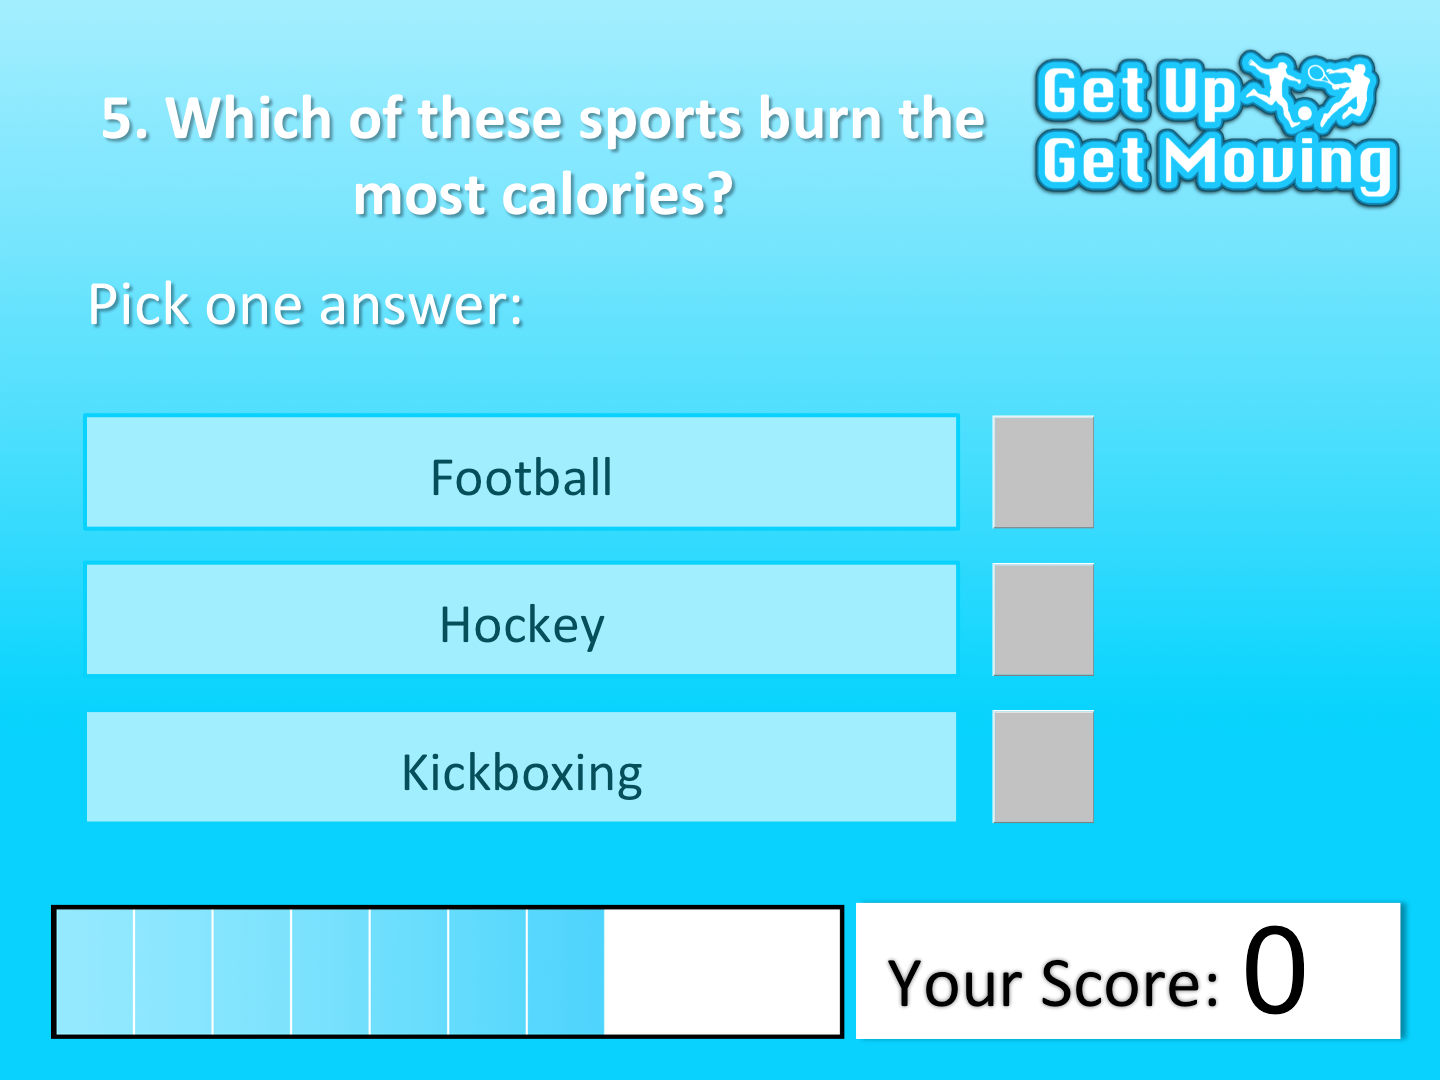 5. Which of these sports burn the
most calories?
Get Up
Get Moving
Pick one answer:
Football
Hockey
Kickboxing
Your Score: 0